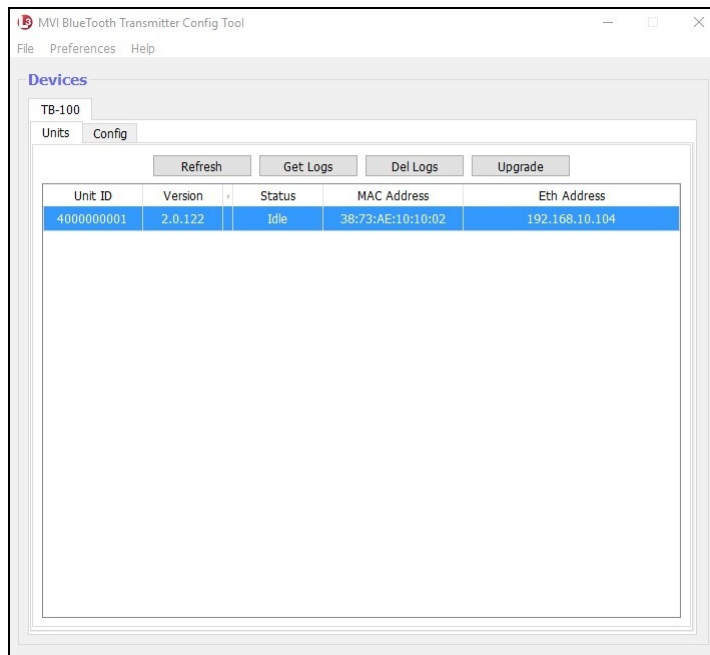 MVI BlueTooth Transmitter Config Tool
File Preferences Help
Devices
TB-100
Units Config
Refresh Get Logs Del Logs Upgrade
Unit ID Version Status MAC Address Eth Address
4000000001 2.0.122 Idle 38:73:AE:10:10:02 192.168.10.104